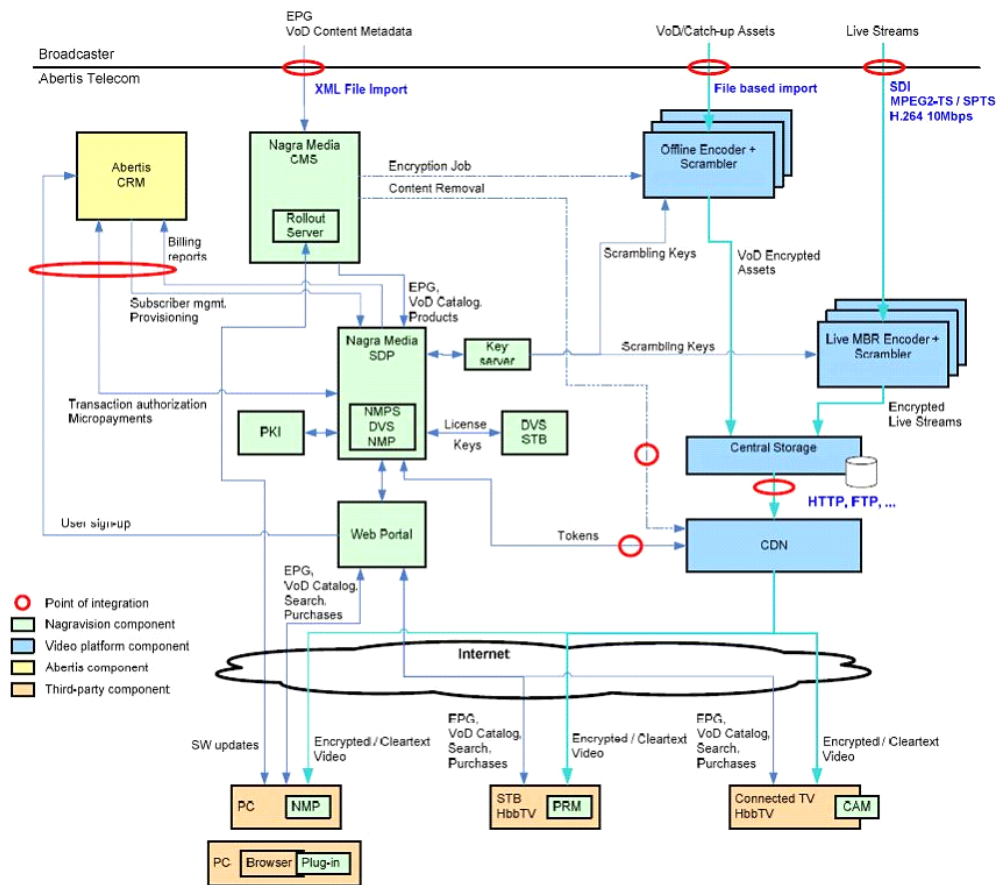 EPG
VoD Content Metadata
VoD/Catch-up Assets
Live Streams
Broadcaster
Abertis Telecom
XML File Import
File based import
SDI
MPEG2-TS / SPTS
H.264 10Mbps
Nagra Media
CMS
Rollout
Server
Abertis
CRM
Encryption Job
Content Removal
Offline Encoder +
Scrambler
Billing
reports
Scrambling Keys
VoD Encrypted
Assets
Subscriber mgmt.
Provisioning
EPG,
VoD Catalog,
Products
Nagra Media
SDP
Key
server
Scrambling Keys
Live MBR Encoder +
Scrambler
Transaction authorization
Micropayments
NMPS
DVS
NMP
PKI
License
Keys
DVS
STB
Encrypted
Live Streams
Central Storage
HTTP, FTP, ...
User sign-up
Web Portal
Tokens
CDN
EPG,
VoD Catalog,
Search,
Purchases
Point of integration
Nagravision component
Video platform component
Abertis component
Third-party component
Internet
SW updates
Encrypted / Cleartext
Video
EPG,
VoD Catalog,
Search,
Purchases
Encrypted / Cleartext
Video
EPG,
VoD Catalog,
Search,
Purchases
Encrypted / Cleartext
Video
PC
NMP
STB
HbbTV
PRM
Connected TV
HbbTV
CAM
PC
Browser
Plug-in